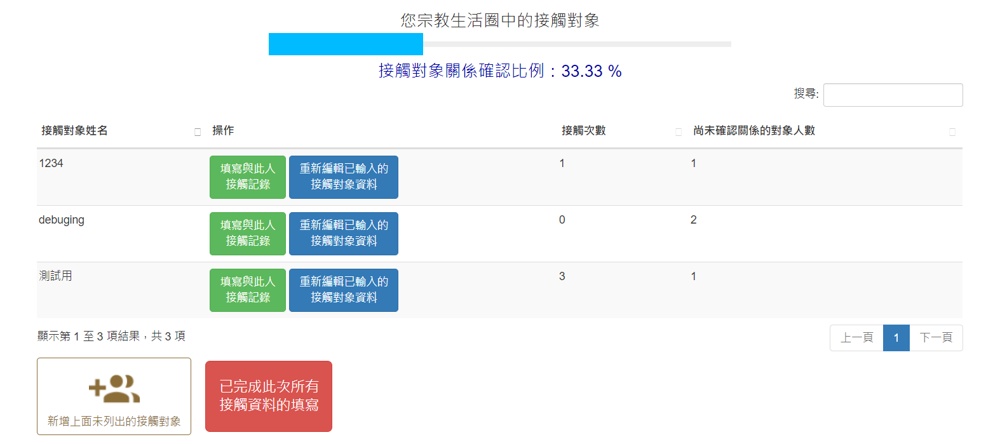 您宗教生活圈中的接觸對象
接觸對象關係確認比例：33.33 %
搜尋:
接觸對象姓名 操作 接觸次數 尚未確認關係的對象人數
1234 填寫與此人 重新編輯已輸入的 1 1
接觸記錄 接觸對象資料
debuging 填寫與此人 重新編輯已輸入的 0 2
接觸記錄 接觸對象資料
測試用 填寫與此人 重新編輯已輸入的 3 1
接觸記錄 接觸對象資料
顯示第 1 至 3 項結果，共 3 項 上一頁 1 下一頁
已完成此次所有
接觸資料的填寫
新增上面未列出的接觸對象